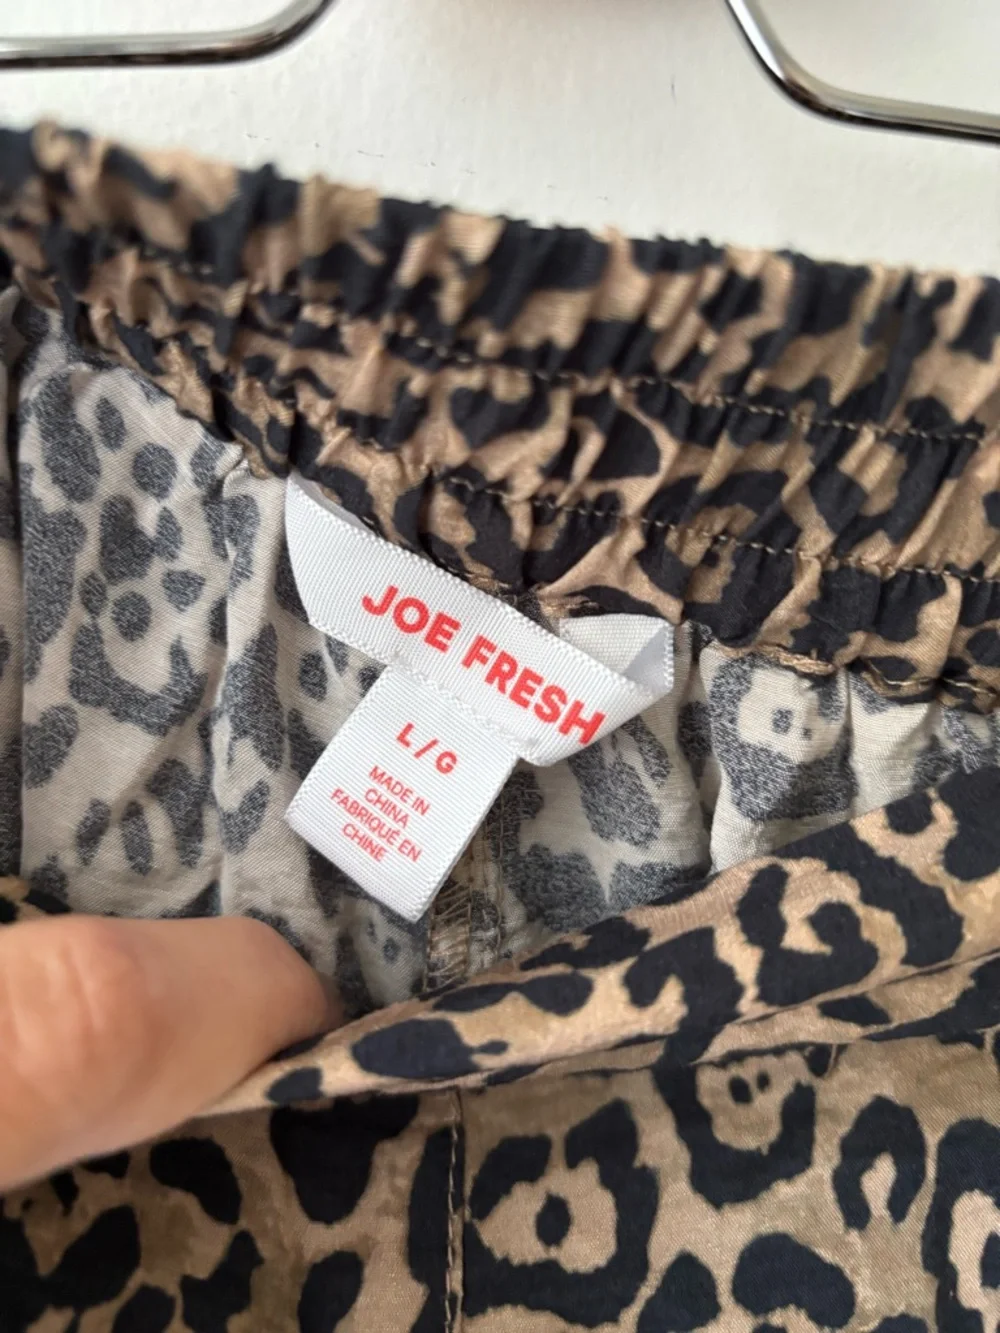 JOE FRESH
L/G
MADE IN
CHINA
FABRIQUÉ EN
CHINE